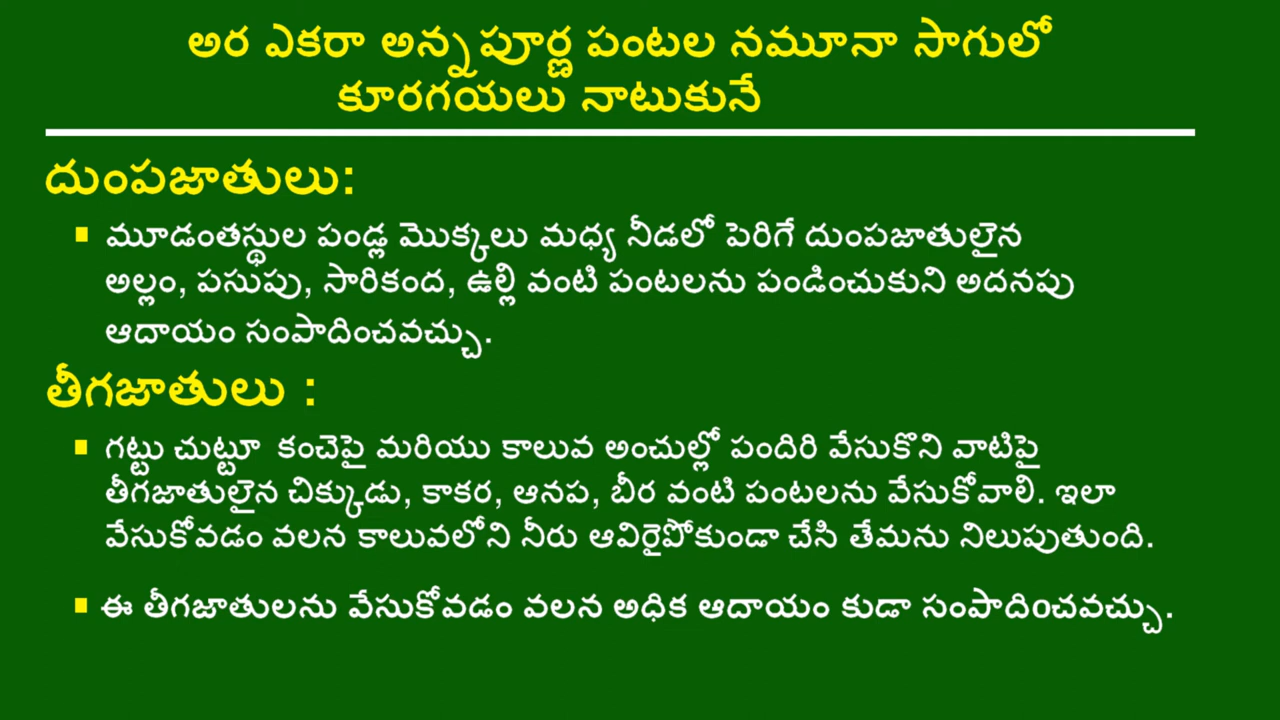 అర ఎకరా అన్నపూర్ణ పంటల నమూనా సాగులో
కూరగయలు నాటుకునే
దుంపజాతులు:
మూడంతస్థుల పండ్ల మొక్కలు మధ్య నీడలో పెరిగే దుంపజాతులైన
అల్లం, పసుపు, సారికంద, ఉల్లి వంటి పంటలను పండించుకుని అదనపు
ఆదాయం సంపాదించవచ్చు.
తీగజాతులు :
గట్టు చుట్టూ కంచెపై మరియు కాలువ అంచుల్లో పందిరి వేసుకొని వాటిపై
తీగజాతులైన చిక్కుడు, కాకర, ఆనప, బీర వంటి పంటలను వేసుకోవాలి. ఇలా
వేసుకోవడం వలన కాలువలోని నీరు ఆవిరైపోకుండా చేసి తేమను నిలుపుతుంది.
ఈ తీగజాతులను వేసుకోవడం వలన అధిక ఆదాయం కుడా సంపాదించవచ్చు.